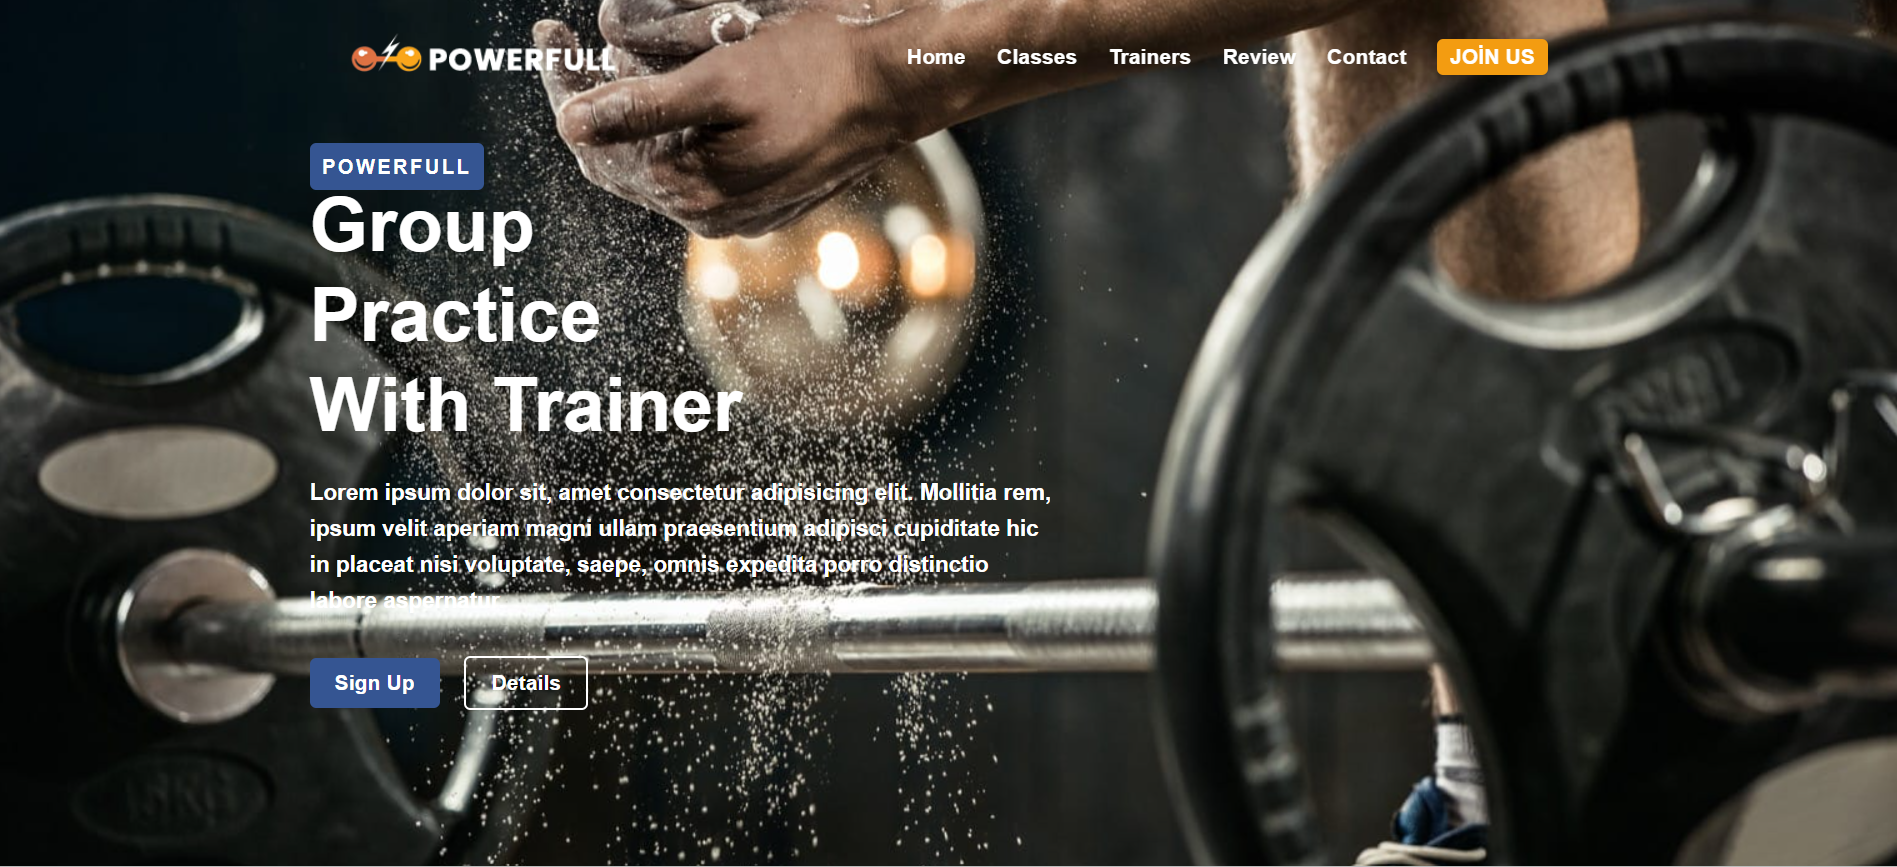 POWERFULL
Home Classes Trainers Review Contact JOİN US
POWERFULL
Group
Practice
With Trainer
Lorem ipsum dolor sit, amet consectetur adipisicing elit. Mollitia rem,
ipsum velit aperiam magni ullam praesentium adipisci cupiditate hic
in placeat nisi voluptate, saepe, omnis expedita porro distinctio
labore aspernatur.
Sign Up Details
15KG